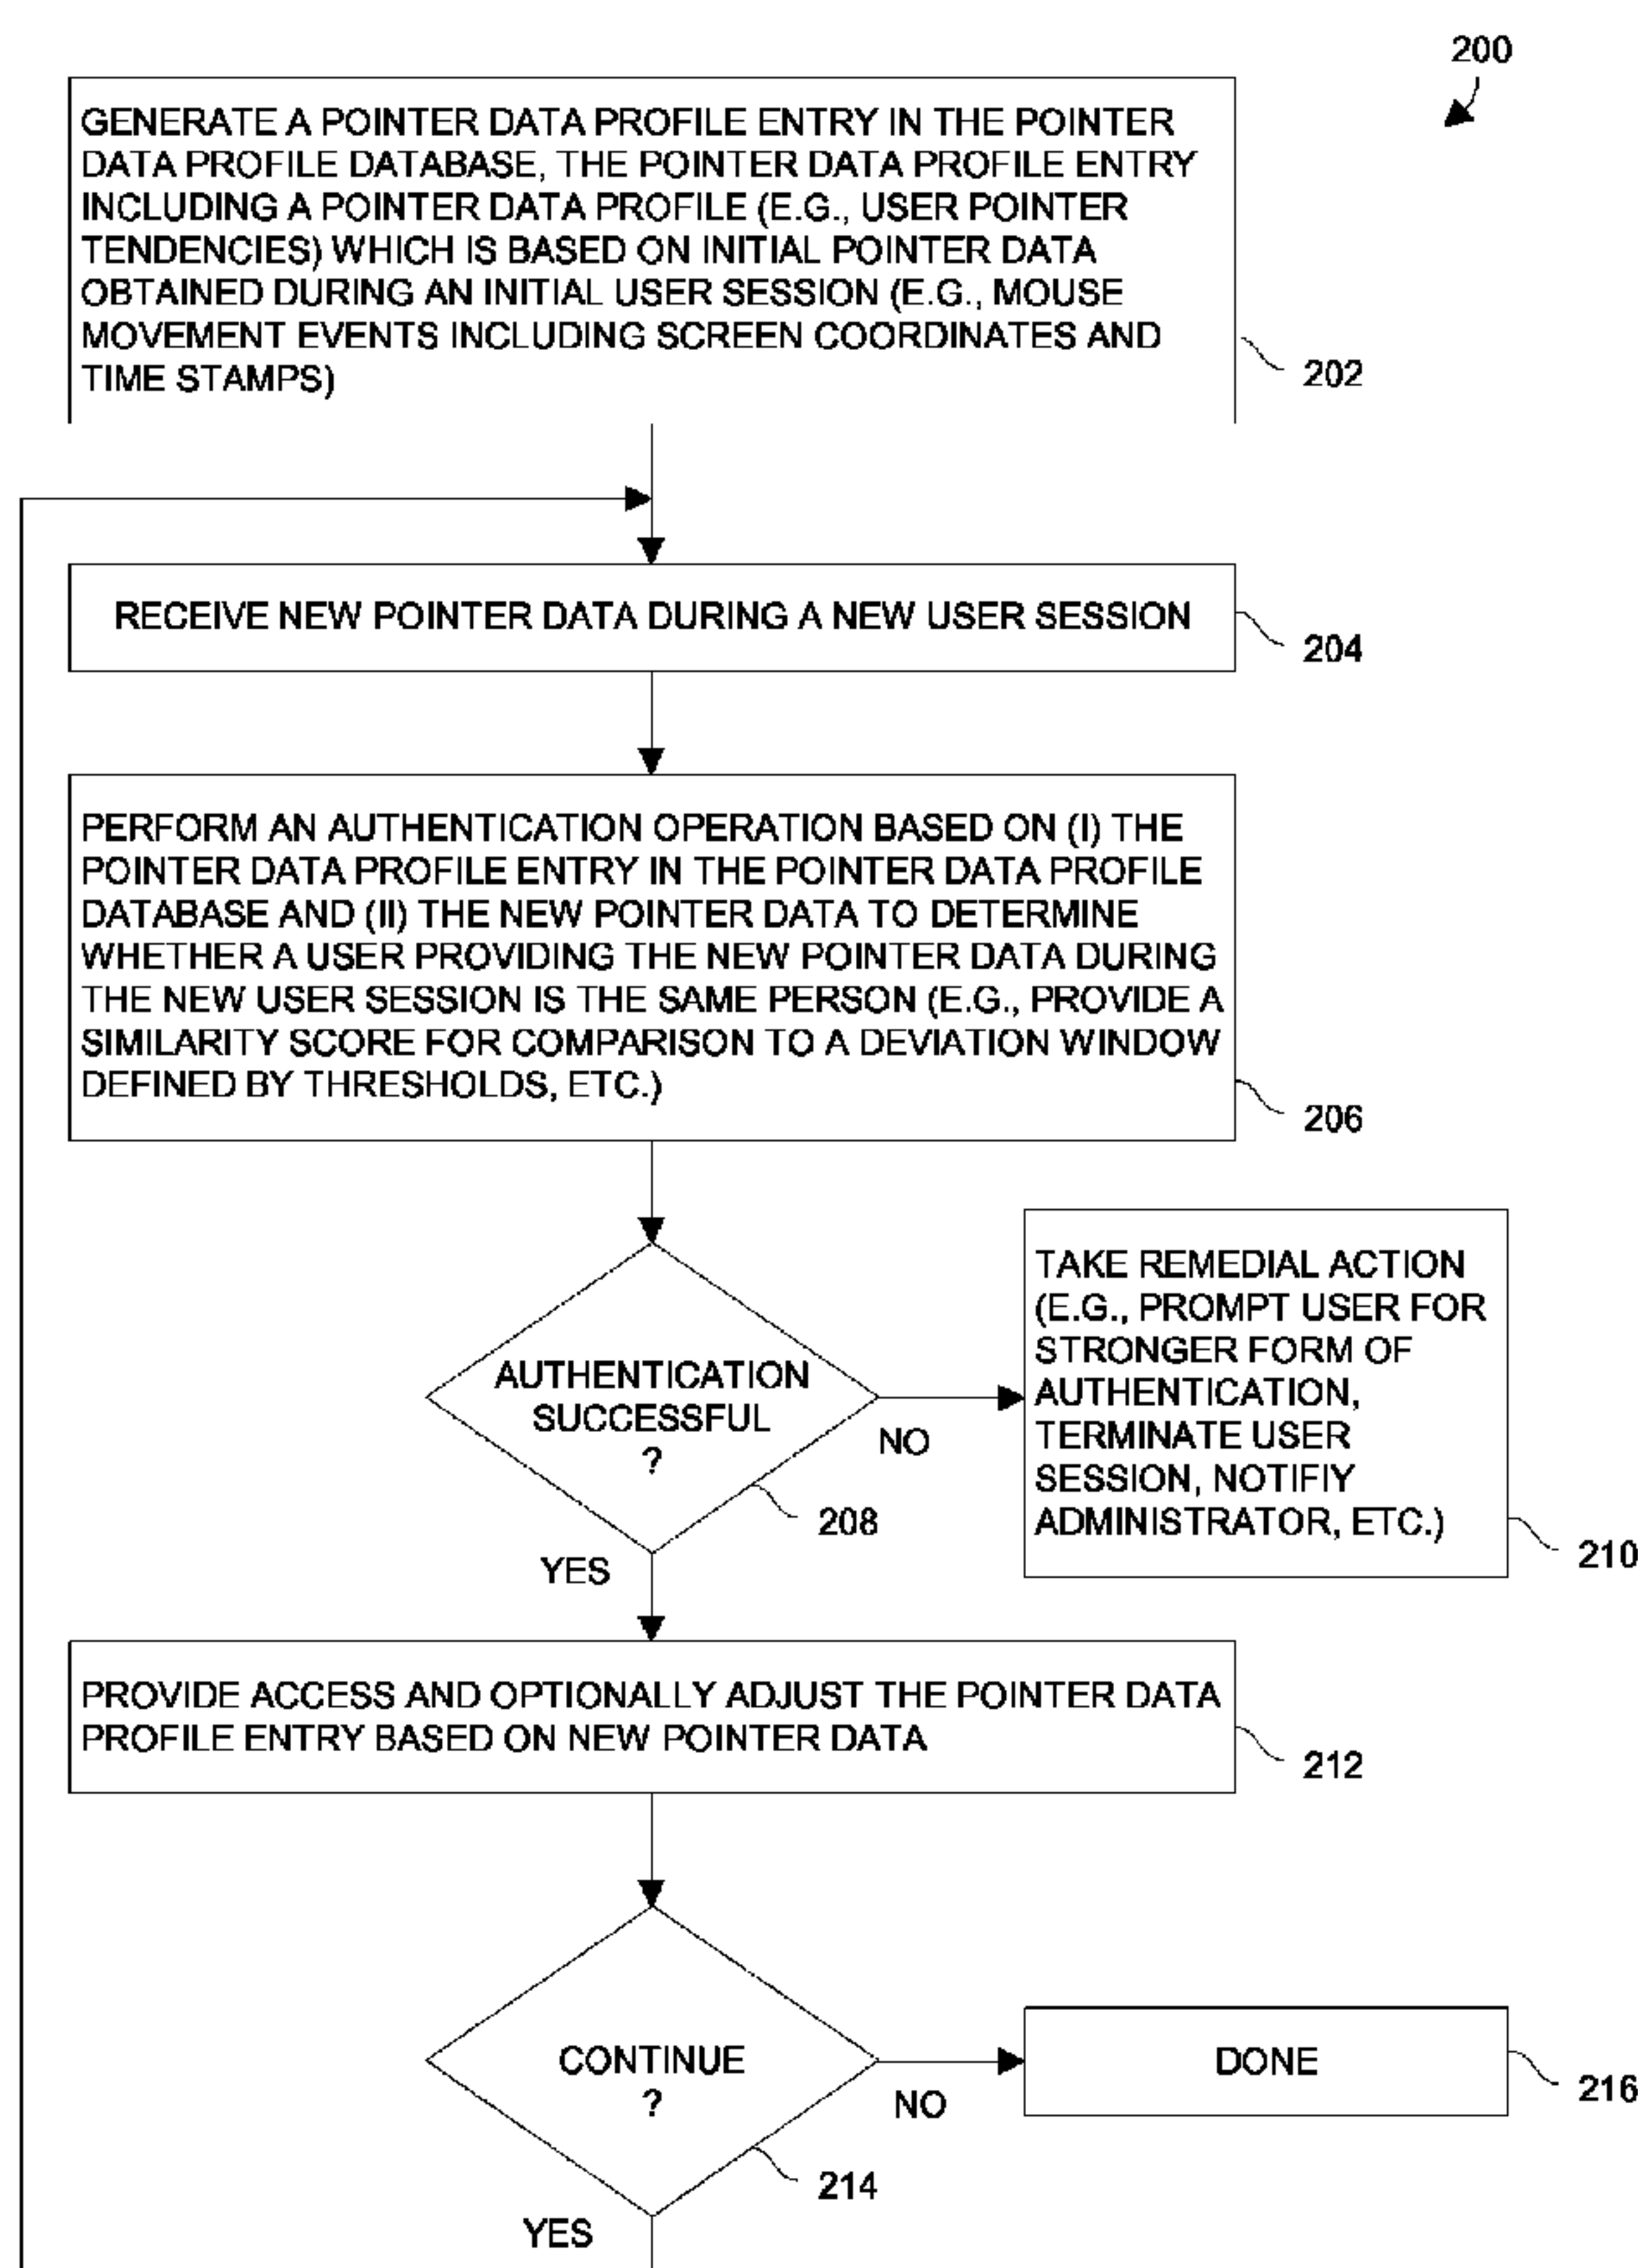 200
GENERATE A POINTER DATA PROFILE ENTRY IN THE POINTER
DATA PROFILE DATABASE, THE POINTER DATA PROFILE ENTRY
INCLUDING A POINTER DATA PROFILE (E.G., USER POINTER
TENDENCIES) WHICH IS BASED ON INITIAL POINTER DATA
OBTAINED DURING AN INITIAL USER SESSION (E.G., MOUSE
MOVEMENT EVENTS INCLUDING SCREEN COORDINATES AND
TIME STAMPS)
202
RECEIVE NEW POINTER DATA DURING A NEW USER SESSION
204
PERFORM AN AUTHENTICATION OPERATION BASED ON (I) THE
POINTER DATA PROFILE ENTRY IN THE POINTER DATA PROFILE
DATABASE AND (II) THE NEW POINTER DATA TO DETERMINE
WHETHER A USER PROVIDING THE NEW POINTER DATA DURING
THE NEW USER SESSION IS THE SAME PERSON (E.G., PROVIDE A
SIMILARITY SCORE FOR COMPARISON TO A DEVIATION WINDOW
DEFINED BY THRESHOLDS, ETC.)
206
AUTHENTICATION
SUCCESSFUL
?
NO
208
YES
TAKE REMEDIAL ACTION
(E.G., PROMPT USER FOR
STRONGER FORM OF
AUTHENTICATION,
TERMINATE USER
SESSION, NOTIFIY
ADMINISTRATOR, ETC.)
210
PROVIDE ACCESS AND OPTIONALLY ADJUST THE POINTER DATA
PROFILE ENTRY BASED ON NEW POINTER DATA
212
CONTINUE
?
NO
DONE
216
214
YES